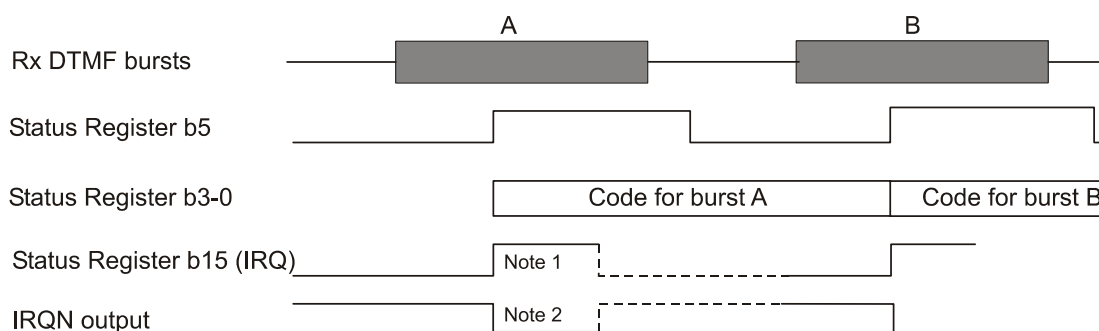 A B
Rx DTMF bursts
Status Register b5
Status Register b3-0 Code for burst A Code for burst B
Status Register b15 (IRQ) Note 1
IRQN output Note 2